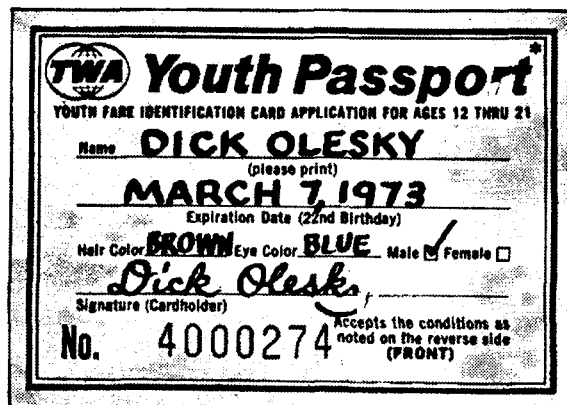 TWA Youth Passport*
YOUTH FARE IDENTIFICATION CARD APPLICATION FOR AGES 12 THRU 21
Name DICK OLESKY
(please print)
MARCH 7, 1973
Expiration Date (22nd Birthday)
Hair Color BROWN Eye Color BLUE Male ☑ Female ☐
Dick Olesky
Signature (Cardholder)
No. 4000274
Accepts the conditions as
noted on the reverse side
(FRONT)